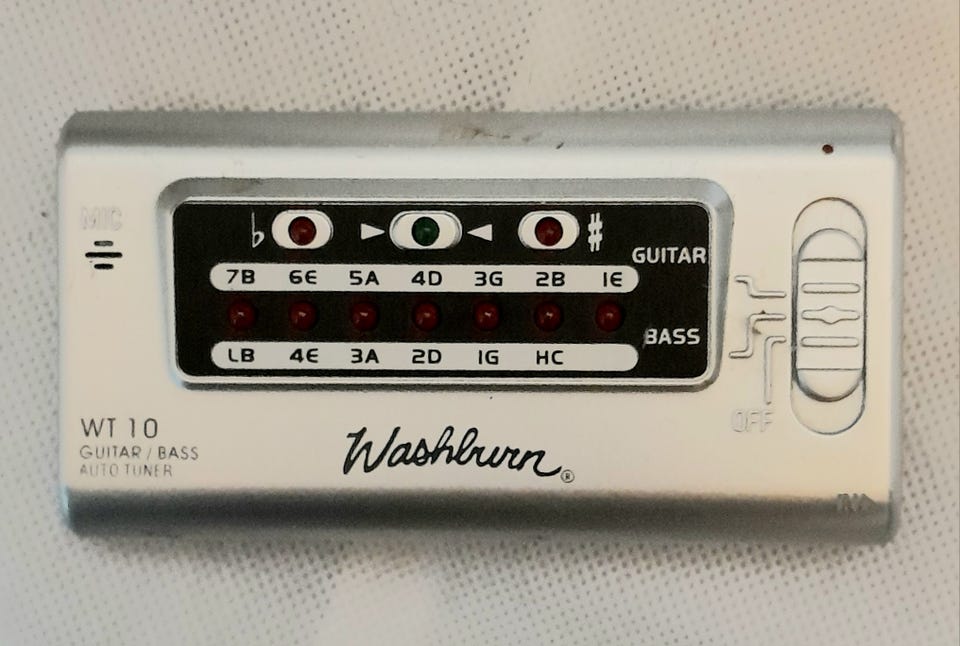 MIC
♭ ► ◄ ♯
GUITAR
7B 6E 5A 4D 3G 2B 1E
BASS
LB 4E 3A 2D 1G HC
OFF
WT 10
GUITAR / BASS
AUTO TUNER
Washburn®